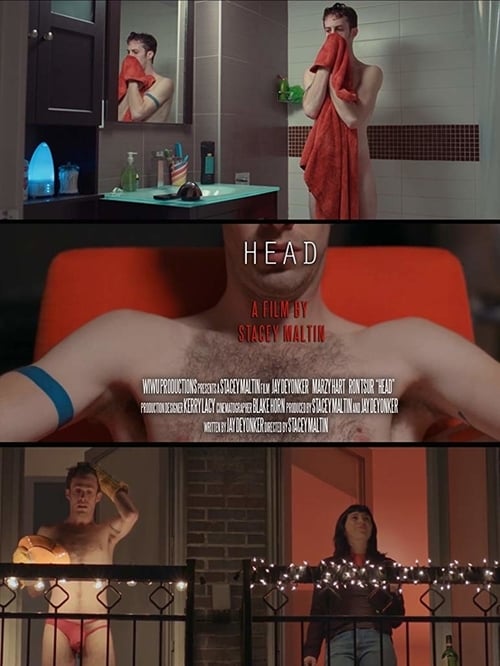 HEAD
A FILM BY
STACEY MALTIN
WIWU PRODUCTIONS PRESENTS A STACEY MALTIN FILM JAY DEYONKER MARZY HART RON TSUR "HEAD"
PRODUCTION DESIGNER KERRY LACY CINEMATOGRAPHER BLAKE HORN PRODUCED BY STACEY MALTIN AND JAY DEYONKER
WRITTEN BY JAY DEYONKER DIRECTED BY STACEY MALTIN